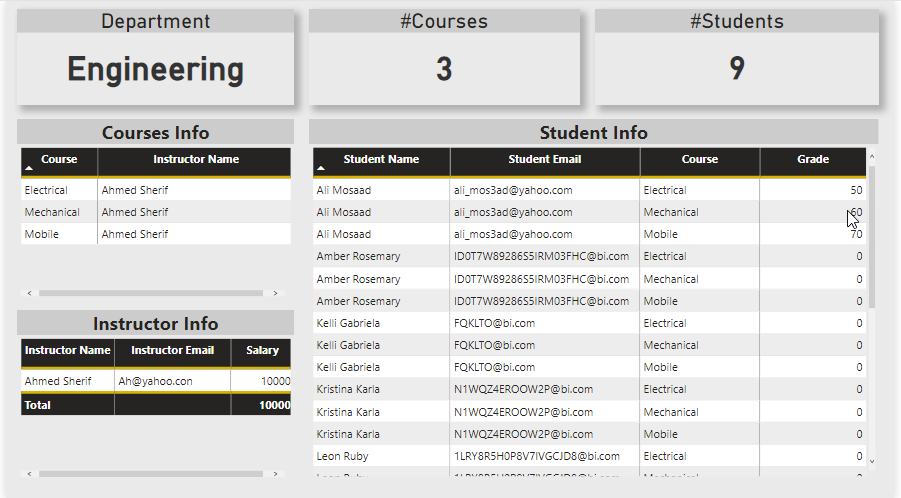 Department
Engineering
#Courses
3
#Students
9
Courses Info
Course Instructor Name
Electrical Ahmed Sherif
Mechanical Ahmed Sherif
Mobile Ahmed Sherif
Instructor Info
Instructor Name Instructor Email Salary
Ahmed Sherif Ah@yahoo.con 10000
Total 10000
Student Info
Student Name Student Email Course Grade
Ali Mosaad ali_mos3ad@yahoo.com Electrical 50
Ali Mosaad ali_mos3ad@yahoo.com Mechanical 60
Ali Mosaad ali_mos3ad@yahoo.com Mobile 70
Amber Rosemary ID0T7W89286S5IRM03FHC@bi.com Electrical 0
Amber Rosemary ID0T7W89286S5IRM03FHC@bi.com Mechanical 0
Amber Rosemary ID0T7W89286S5IRM03FHC@bi.com Mobile 0
Kelli Gabriela FQKLTO@bi.com Electrical 0
Kelli Gabriela FQKLTO@bi.com Mechanical 0
Kelli Gabriela FQKLTO@bi.com Mobile 0
Kristina Karla N1WQZ4EROOW2P@bi.com Electrical 0
Kristina Karla N1WQZ4EROOW2P@bi.com Mechanical 0
Kristina Karla N1WQZ4EROOW2P@bi.com Mobile 0
Leon Ruby 1LRY8R5H0P8V7IVGCJD8@bi.com Electrical 0